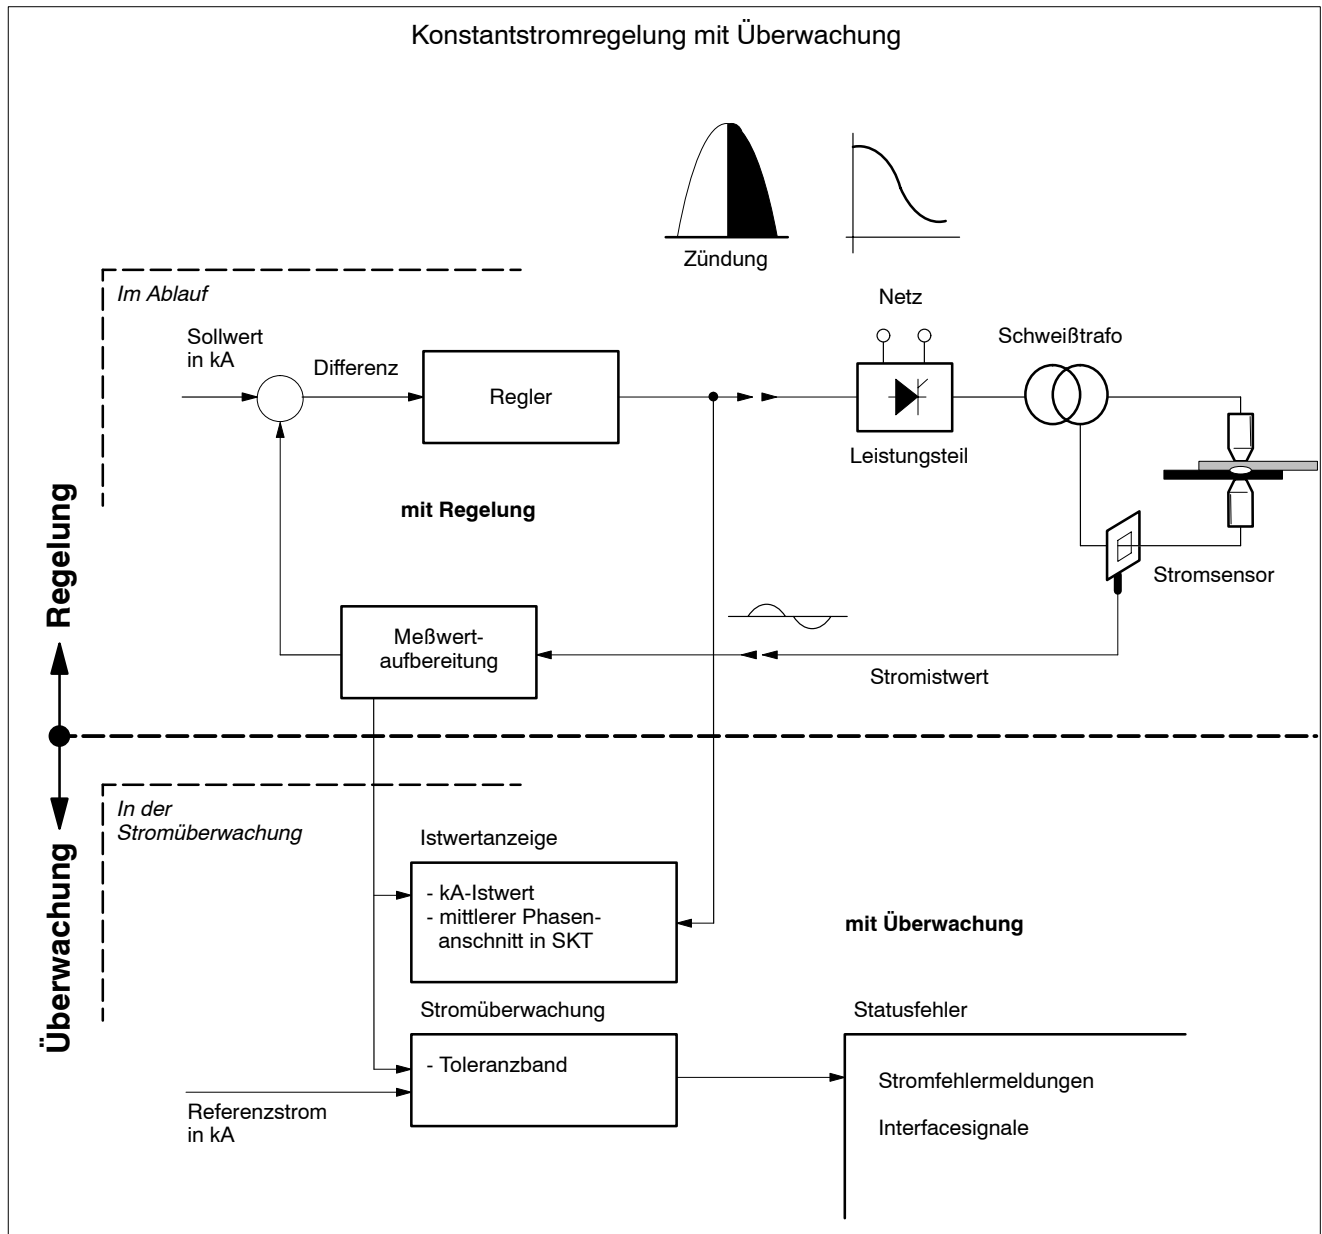 Konstantstromregelung mit Überwachung
Zündung
Im Ablauf
Netz
Sollwert
in kA
Schweißtrafo
Differenz
Regler
Leistungsteil
mit Regelung
Regelung
Stromsensor
Meßwert-
aufbereitung
Stromistwert
In der
Stromüberwachung
Überwachung
Istwertanzeige
- kA-Istwert
- mittlerer Phasen-
anschnitt in SKT
mit Überwachung
Stromüberwachung
Statusfehler
- Toleranzband
Stromfehlermeldungen
Referenzstrom
in kA
Interfacesignale